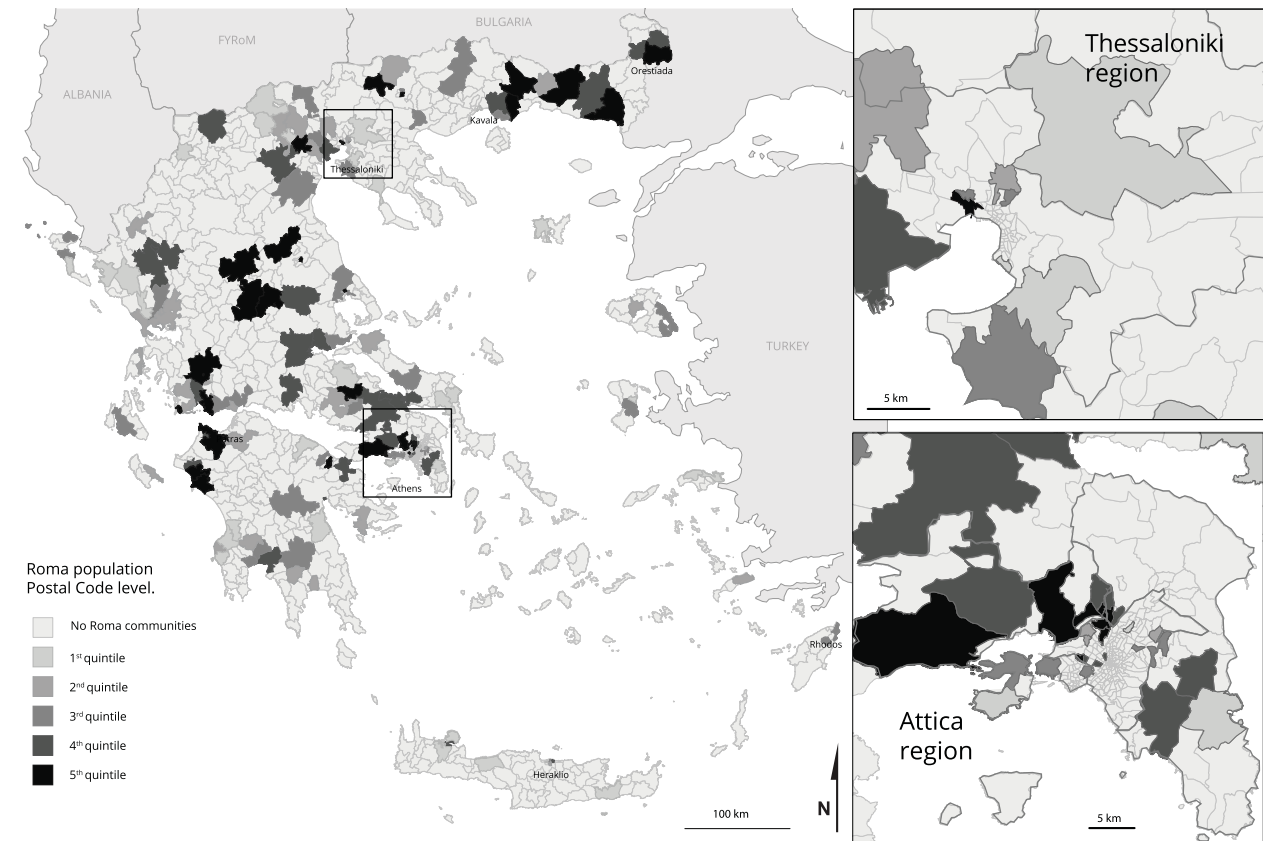 BULGARIA
FYRoM
ALBANIA
Orestiada
Kavala
Thessaloniki
TURKEY
tras
Athens
Rhodos
Heraklio
Roma population
Postal Code level.
No Roma communities
1st quintile
2nd quintile
3rd quintile
4th quintile
5th quintile
100 km
N
Thessaloniki
region
5 km
Attica
region
5 km